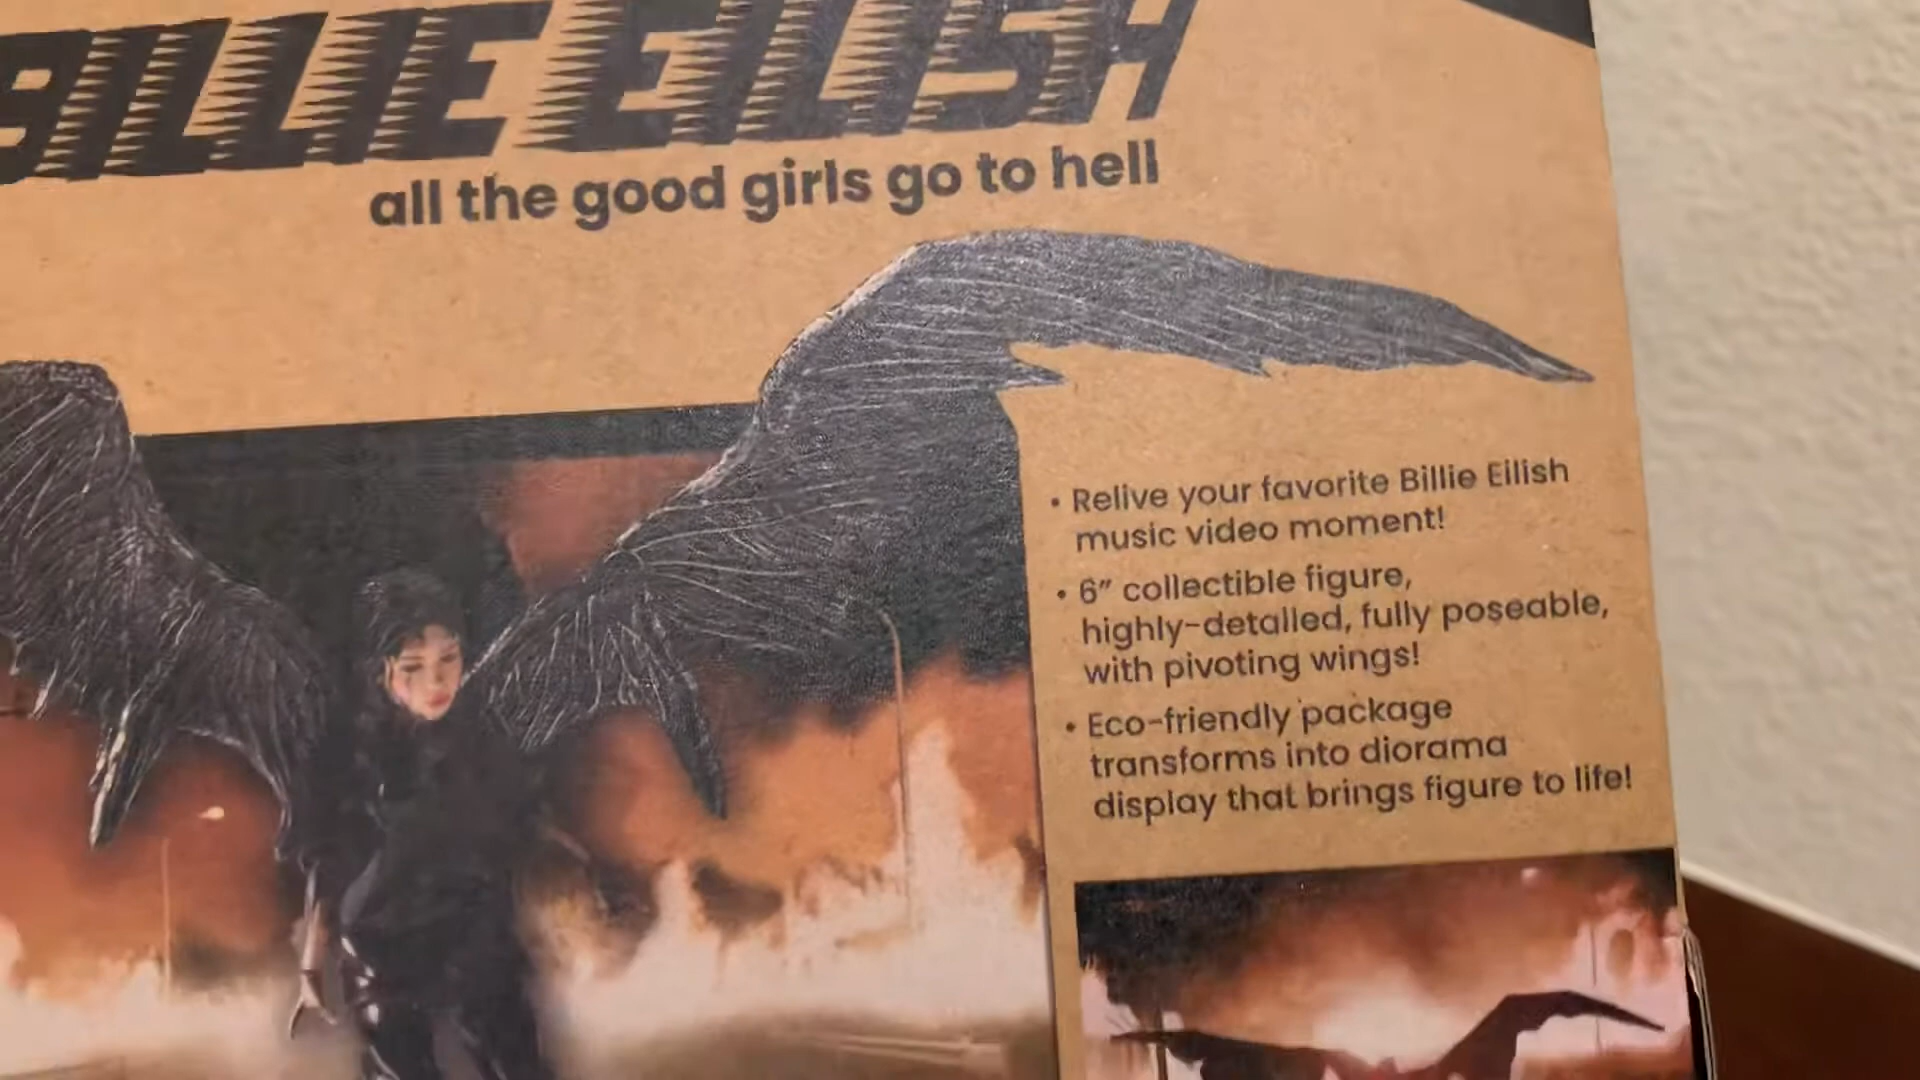 BILLIE EILISH
all the good girls go to hell
• Relive your favorite Billie Eilish
music video moment!
• 6” collectible figure,
highly-detailed, fully poseable,
with pivoting wings!
• Eco-friendly package
transforms into diorama
display that brings figure to life!